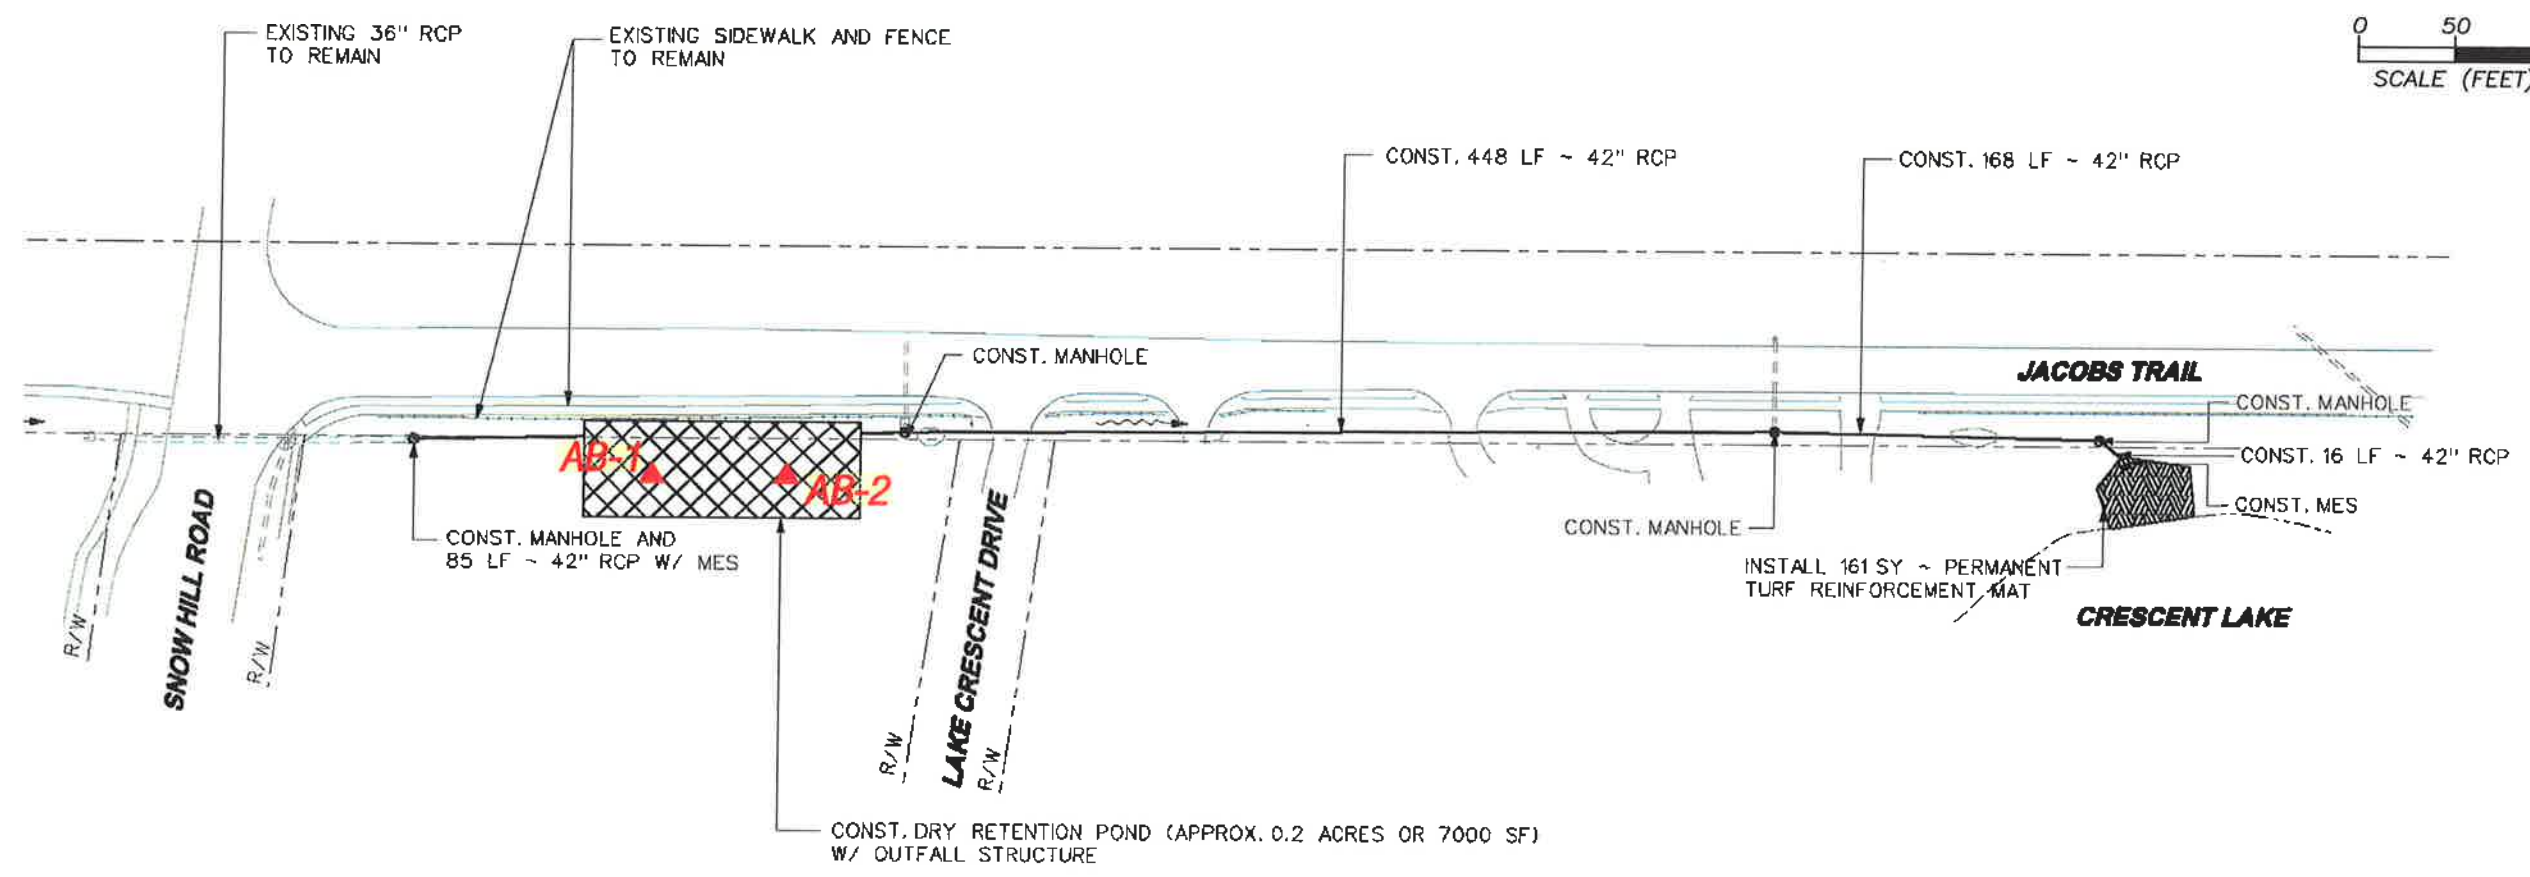 EXISTING 36" RCP
TO REMAIN
EXISTING SIDEWALK AND FENCE
TO REMAIN
0 50
SCALE (FEET)
CONST. 448 LF ~ 42" RCP
CONST. 168 LF ~ 42" RCP
CONST. MANHOLE
JACOBS TRAIL
CONST. MANHOLE
CONST. 16 LF ~ 42" RCP
CONST. MES
AB-1
AB-2
CONST. MANHOLE AND
85 LF ~ 42" RCP W/ MES
CONST. MANHOLE
INSTALL 161 SY ~ PERMANENT
TURF REINFORCEMENT MAT
CRESCENT LAKE
R/W
SNOW HILL ROAD
R/W
R/W
LAKE CRESCENT DRIVE
R/W
CONST. DRY RETENTION POND (APPROX. 0.2 ACRES OR 7000 SF)
W/ OUTFALL STRUCTURE